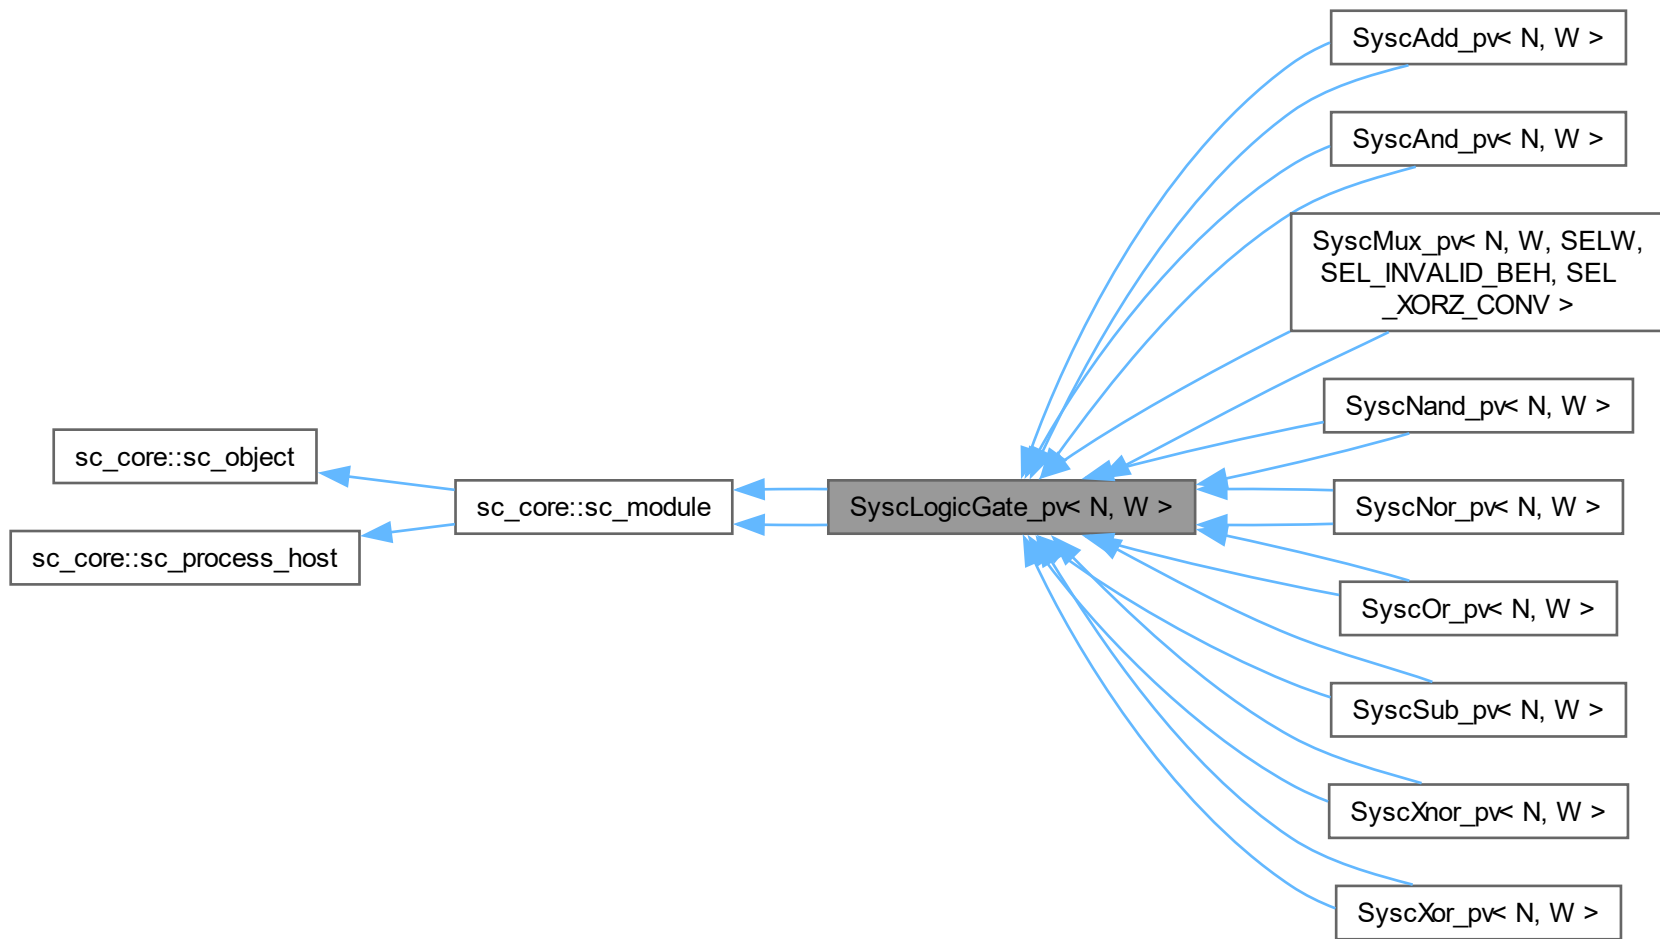 SyscAdd_pv< N, W >
SyscAnd_pv< N, W >
SyscMux_pv< N, W, SELW,
SEL_INVALID_BEH, SEL
_XORZ_CONV >
SyscNand_pv< N, W >
sc_core::sc_object
sc_core::sc_module
SyscLogicGate_pv< N, W >
SyscNor_pv< N, W >
sc_core::sc_process_host
SyscOr_pv< N, W >
SyscSub_pv< N, W >
SyscXnor_pv< N, W >
SyscXor_pv< N, W >